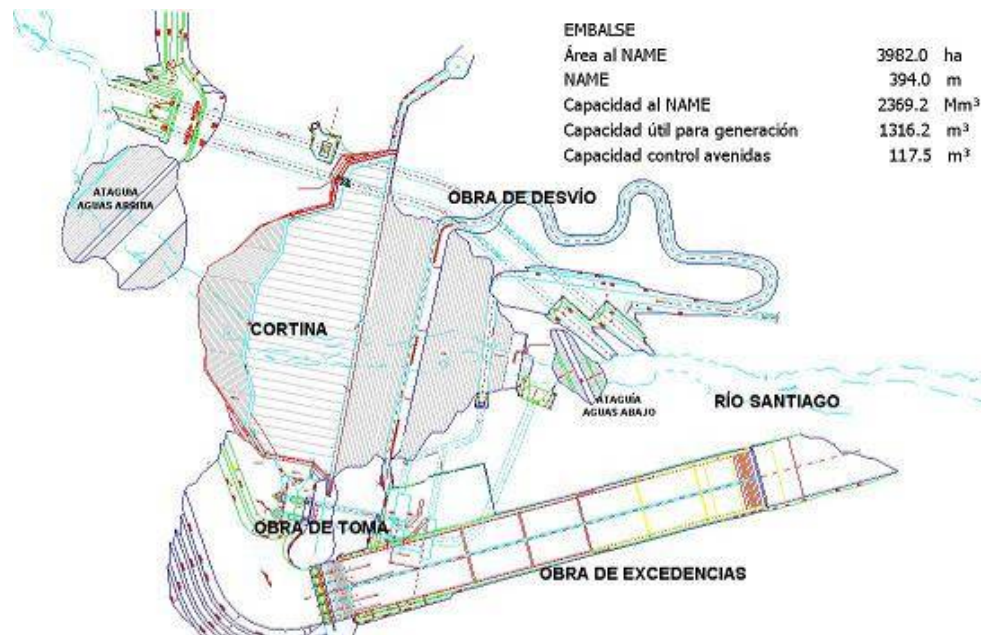 EMBALSE
Área al NAME 3982.0 ha
NAME 394.0 m
Capacidad al NAME 2369.2 Mm³
Capacidad útil para generación 1316.2 m³
Capacidad control avenidas 117.5 m³
ATAGUIA
AGUAS ARRIBA
OBRA DE DESVÍO
CORTINA
ATAGUÍA
AGUAS ABAJO
RÍO SANTIAGO
OBRA DE TOMA
OBRA DE EXCEDENCIAS